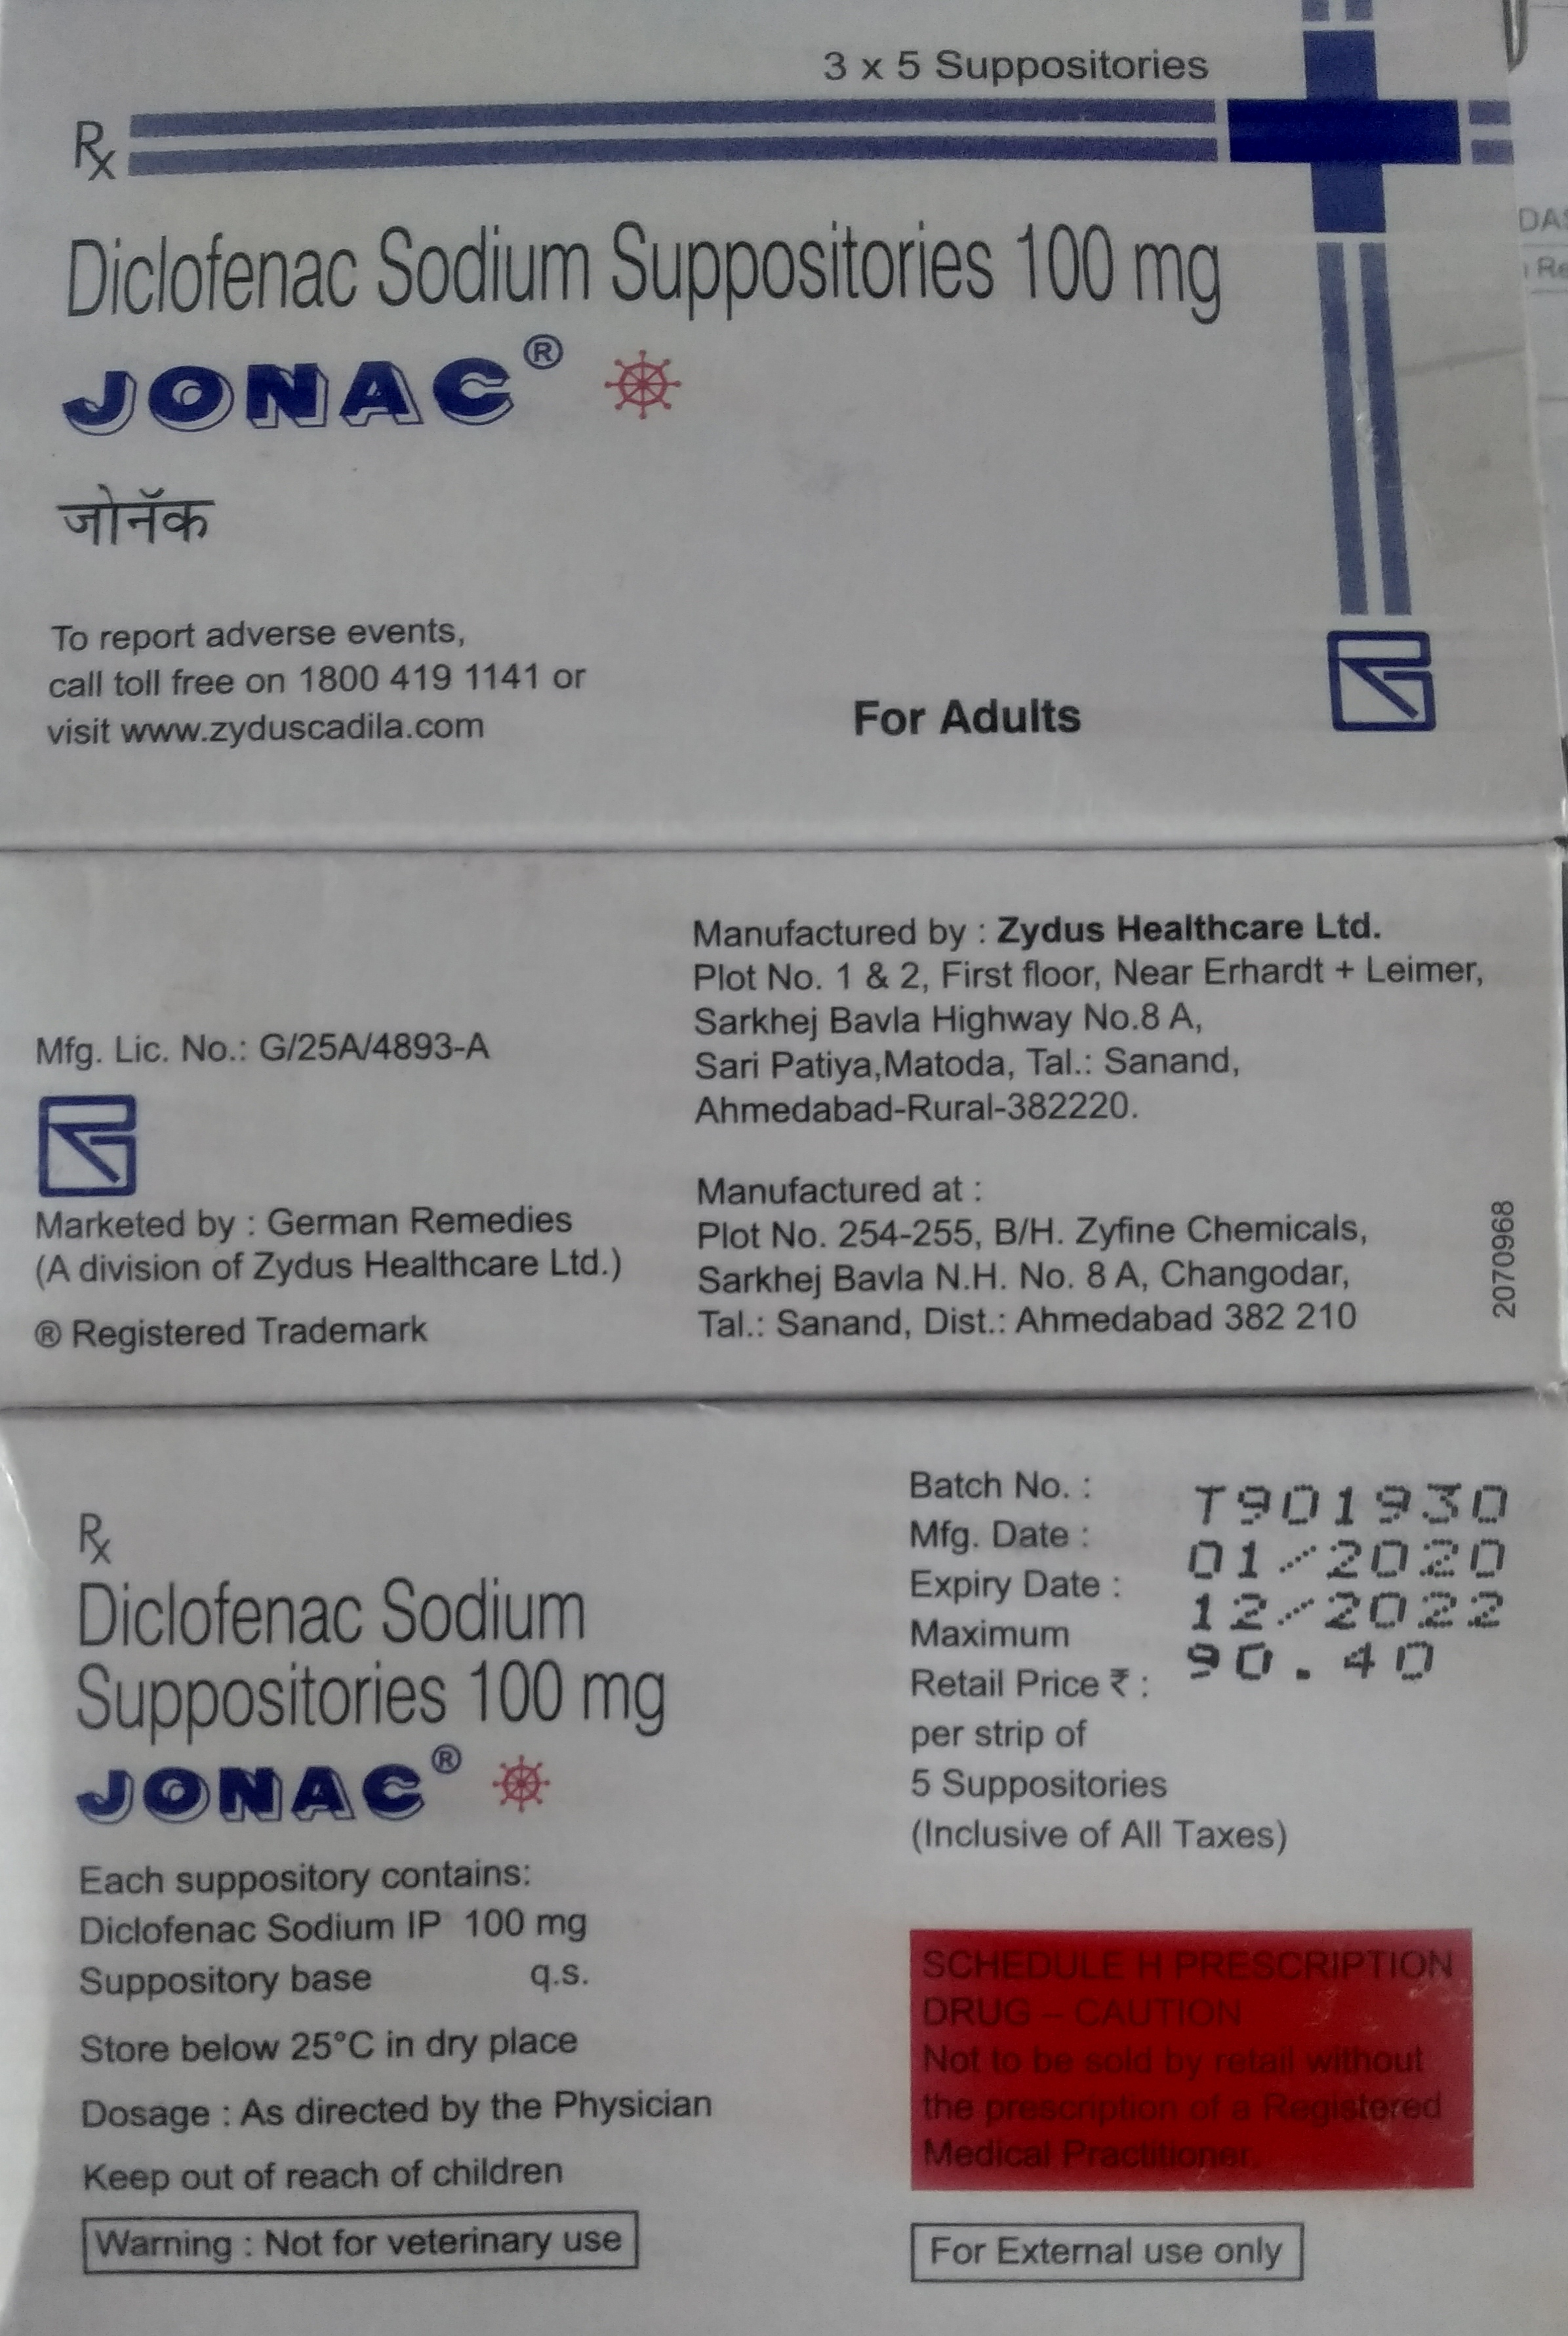 3 x 5 Suppositories
Rx
Diclofenac Sodium Suppositories 100 mg
JONAC®
जोनॅक
To report adverse events,
call toll free on 1800 419 1141 or
visit www.zyduscadila.com
For Adults
Mfg. Lic. No.: G/25A/4893-A
Marketed by : German Remedies
(A division of Zydus Healthcare Ltd.)
® Registered Trademark
Manufactured by : Zydus Healthcare Ltd.
Plot No. 1 & 2, First floor, Near Erhardt + Leimer,
Sarkhej Bavla Highway No.8 A,
Sari Patiya,Matoda, Tal.: Sanand,
Ahmedabad-Rural-382220.
Manufactured at :
Plot No. 254-255, B/H. Zyfine Chemicals,
Sarkhej Bavla N.H. No. 8 A, Changodar,
Tal.: Sanand, Dist.: Ahmedabad 382 210
2070968
Rx
Diclofenac Sodium
Suppositories 100 mg
JONAC®
Each suppository contains:
Diclofenac Sodium IP 100 mg
Suppository base q.s.
Store below 25°C in dry place
Dosage : As directed by the Physician
Keep out of reach of children
Warning : Not for veterinary use
Batch No. : T901930
Mfg. Date : 01/2020
Expiry Date : 12/2022
Maximum
Retail Price ₹ : 90.40
per strip of
5 Suppositories
(Inclusive of All Taxes)
SCHEDULE H PRESCRIPTION
DRUG – CAUTION
Not to be sold by retail without
the prescription of a Registered
Medical Practitioner.
For External use only